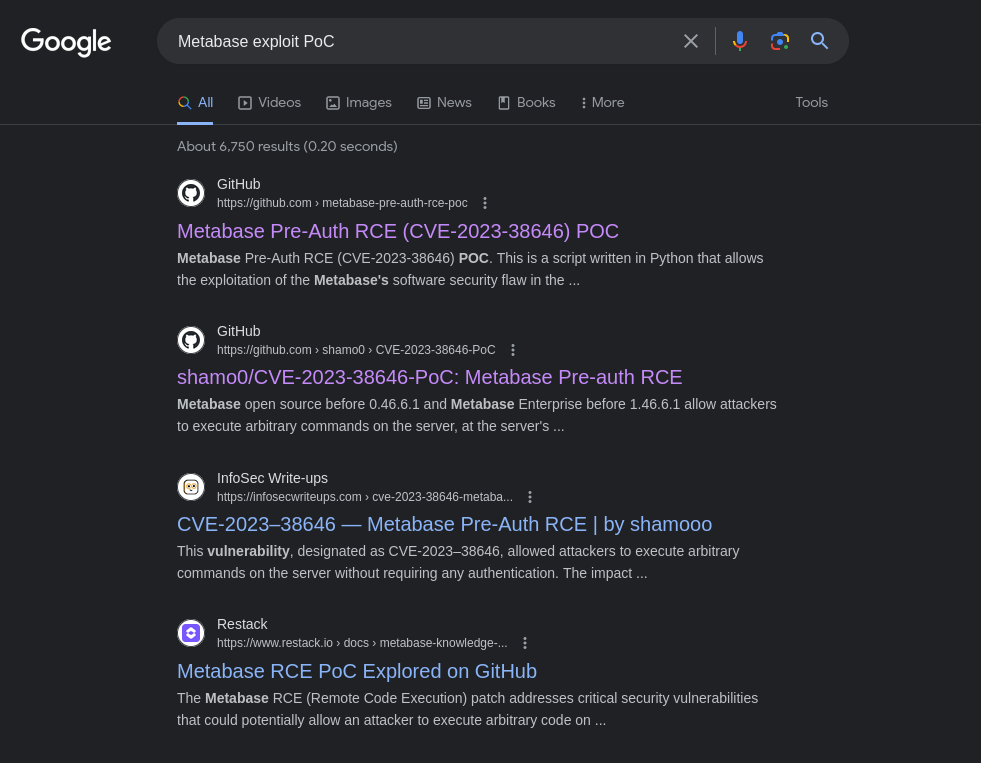 Google
Metabase exploit PoC
All Videos Images News Books More Tools
About 6,750 results (0.20 seconds)
GitHub
https://github.com › metabase-pre-auth-rce-poc
Metabase Pre-Auth RCE (CVE-2023-38646) POC
Metabase Pre-Auth RCE (CVE-2023-38646) POC. This is a script written in Python that allows
the exploitation of the Metabase's software security flaw in the ...
GitHub
https://github.com › shamo0 › CVE-2023-38646-PoC
shamo0/CVE-2023-38646-PoC: Metabase Pre-auth RCE
Metabase open source before 0.46.6.1 and Metabase Enterprise before 1.46.6.1 allow attackers
to execute arbitrary commands on the server, at the server's ...
InfoSec Write-ups
https://infosecwriteups.com › cve-2023-38646-metaba...
CVE-2023–38646 — Metabase Pre-Auth RCE | by shamooo
This vulnerability, designated as CVE-2023–38646, allowed attackers to execute arbitrary
commands on the server without requiring any authentication. The impact ...
Restack
https://www.restack.io › docs › metabase-knowledge-...
Metabase RCE PoC Explored on GitHub
The Metabase RCE (Remote Code Execution) patch addresses critical security vulnerabilities
that could potentially allow an attacker to execute arbitrary code on ...